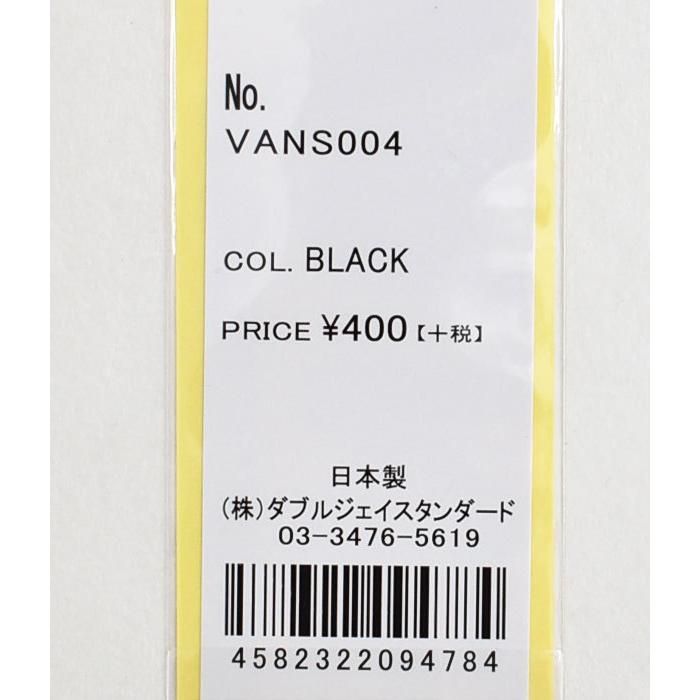 No.
VANS004
COL. BLACK
PRICE ¥400【+税】
日本製
(株)ダブルジェイスタンダード
03-3476-5619
4582322094784